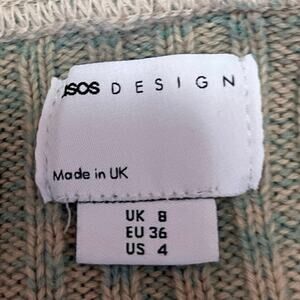 asos DESIGN
Made in UK
UK 8
EU 36
US 4